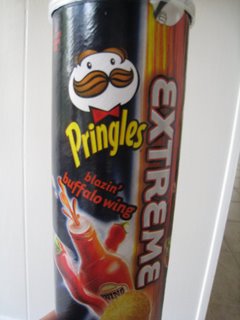 Pringles
blazin'
buffalo wing
EXTREME